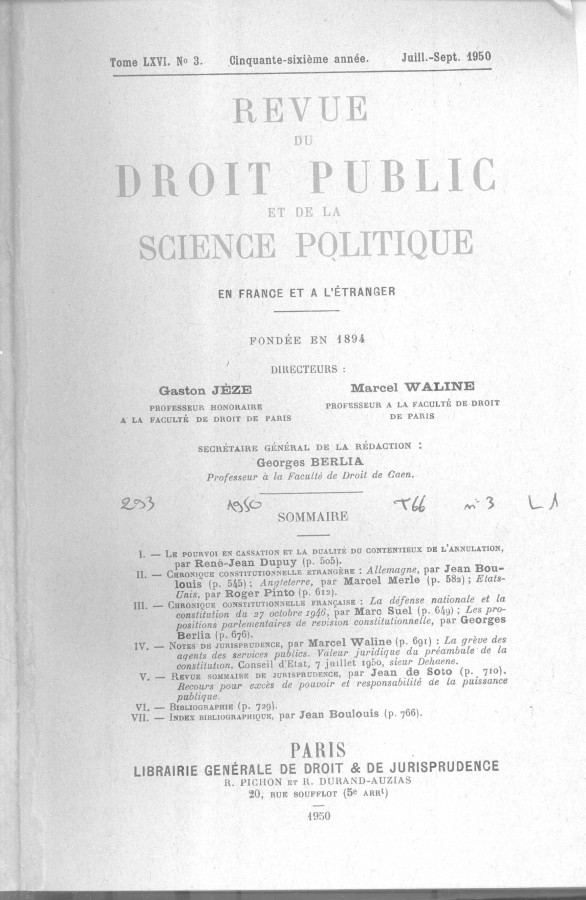 Tome LXVI. Nº 3. Cinquante-sixième année. Juill.-Sept. 1950
REVUE
DU
DROIT PUBLIC
ET DE LA
SCIENCE POLITIQUE
EN FRANCE ET A L'ÉTRANGER
FONDÉE EN 1894
DIRECTEURS :
Gaston JÈZE
PROFESSEUR HONORAIRE
A LA FACULTÉ DE DROIT DE PARIS
Marcel WALINE
PROFESSEUR A LA FACULTÉ DE DROIT
DE PARIS
SECRÉTAIRE GÉNÉRAL DE LA RÉDACTION :
Georges BERLIA
Professeur à la Faculté de Droit de Caen.
293 1950 T66 n° 3 L1
SOMMAIRE
I. — LE POURVOI EN CASSATION ET LA DUALITÉ DU CONTENTIEUX DE L'ANNULATION,
par René-Jean Dupuy (p. 505).
II. — CHRONIQUE CONSTITUTIONNELLE ÉTRANGÈRE : Allemagne, par Jean Bou-
louis (p. 545) ; Angleterre, par Marcel Merle (p. 582) ; Etats-
Unis, par Roger Pinto (p. 612).
III. — CHRONIQUE CONSTITUTIONNELLE FRANÇAISE : La défense nationale et la
constitution du 27 octobre 1946, par Marc Suel (p. 649) ; Les pro-
positions parlementaires de revision constitutionnelle, par Georges
Berlia (p. 676).
IV. — NOTES DE JURISPRUDENCE, par Marcel Waline (p. 691) : La grève des
agents des services publics. Valeur juridique du préambule de la
constitution, Conseil d'Etat, 7 juillet 1950, sieur Dehaene.
V. — REVUE SOMMAIRE DE JURISPRUDENCE, par Jean de Soto (p. 710).
Recours pour excès de pouvoir et responsabilité de la puissance
publique.
VI. — BIBLIOGRAPHIE (p. 729).
VII. — INDEX BIBLIOGRAPHIQUE, par Jean Boulouis (p. 766).
PARIS
LIBRAIRIE GENÉRALE DE DROIT & DE JURISPRUDENCE
R. PICHON ET R. DURAND-AUZIAS
20, RUE SOUFFLOT (5e ARRt)
1950